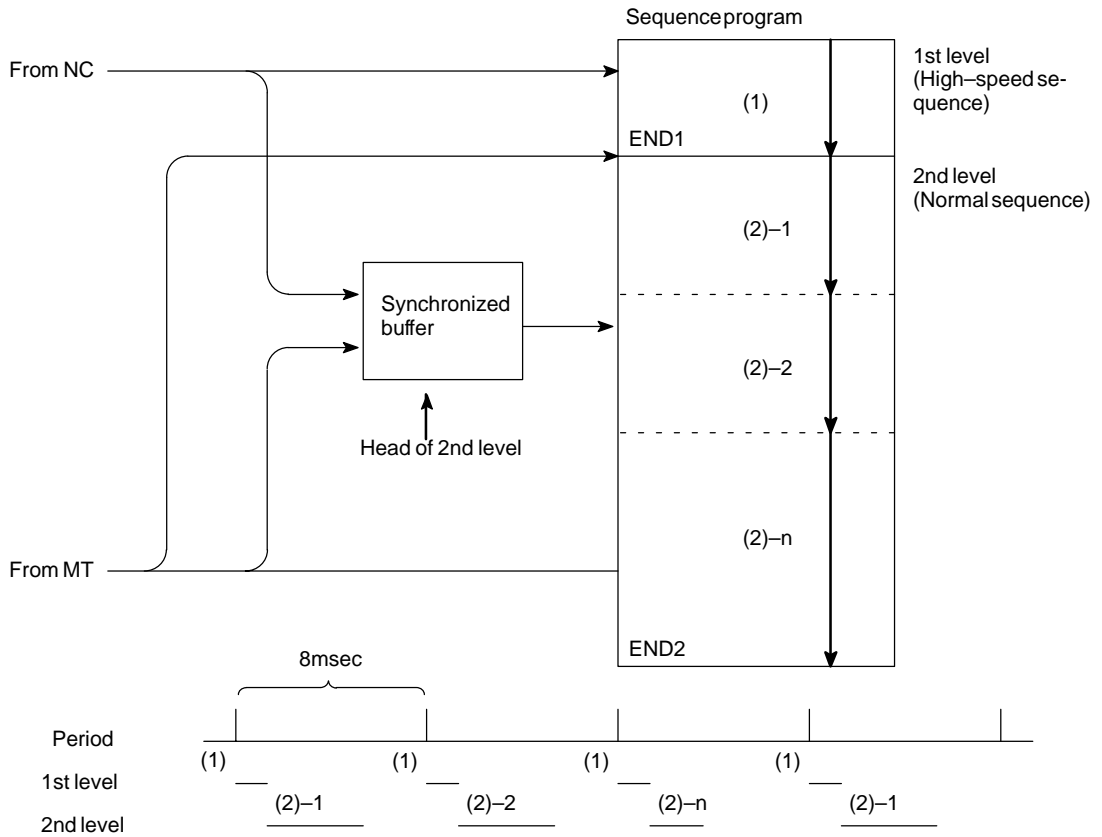 Sequence program
From NC
1st level
(High–speed se-
quence)
(1)
END1
2nd level
(Normal sequence)
(2)–1
Synchronized
buffer
(2)–2
Head of 2nd level
(2)–n
From MT
END2
8msec
Period
(1) (1) (1) (1)
1st level
(2)–1 (2)–2 (2)–n (2)–1
2nd level